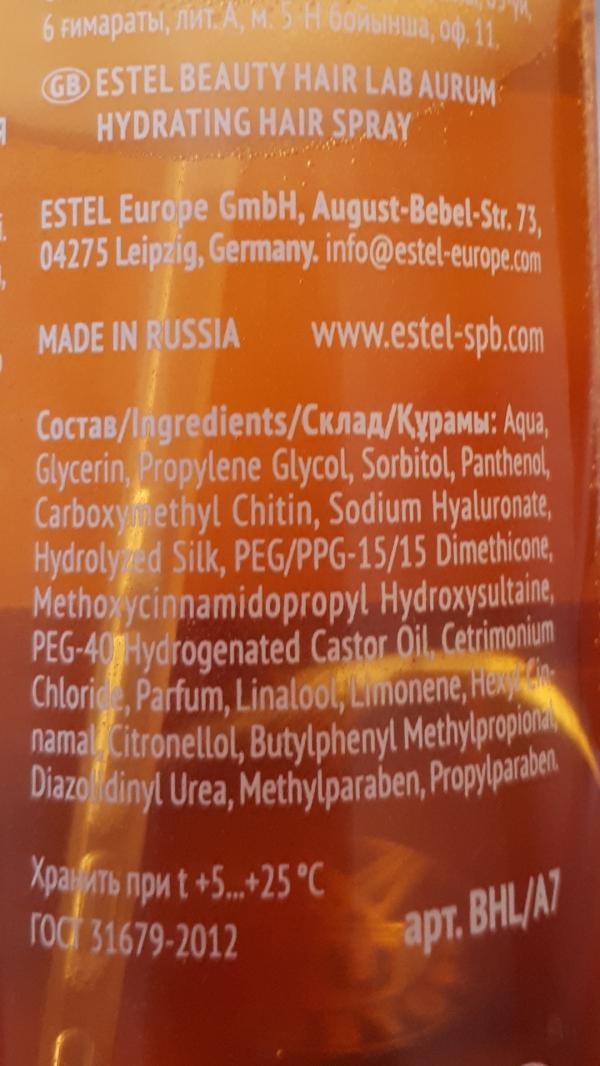 6 ғимараты, лит. А, м. 5-Н бойынша, оф. 11.
GB ESTEL BEAUTY HAIR LAB AURUM
HYDRATING HAIR SPRAY
ESTEL Europe GmbH, August-Bebel-Str. 73,
04275 Leipzig, Germany. info@estel-europe.com
MADE IN RUSSIA www.estel-spb.com
Состав/Ingredients/Склад/Құрамы: Aqua,
Glycerin, Propylene Glycol, Sorbitol, Panthenol,
Carboxymethyl Chitin, Sodium Hyaluronate,
Hydrolyzed Silk, PEG/PPG-15/15 Dimethicone,
Methoxycinnamidopropyl Hydroxysultaine,
PEG-40 Hydrogenated Castor Oil, Cetrimonium
Chloride, Parfum, Linalool, Limonene, Hexyl Cin-
namal, Citronellol, Butylphenyl Methylpropional,
Diazolidinyl Urea, Methylparaben, Propylparaben.
Хранить при t +5...+25 °C
ГОСТ 31679-2012
арт. BHL/A7